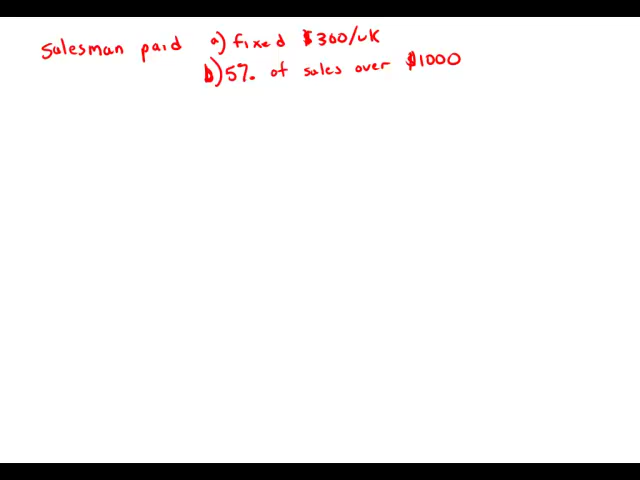 Salesman paid a) fixed $300/wk
b) 5% of sales over $1000